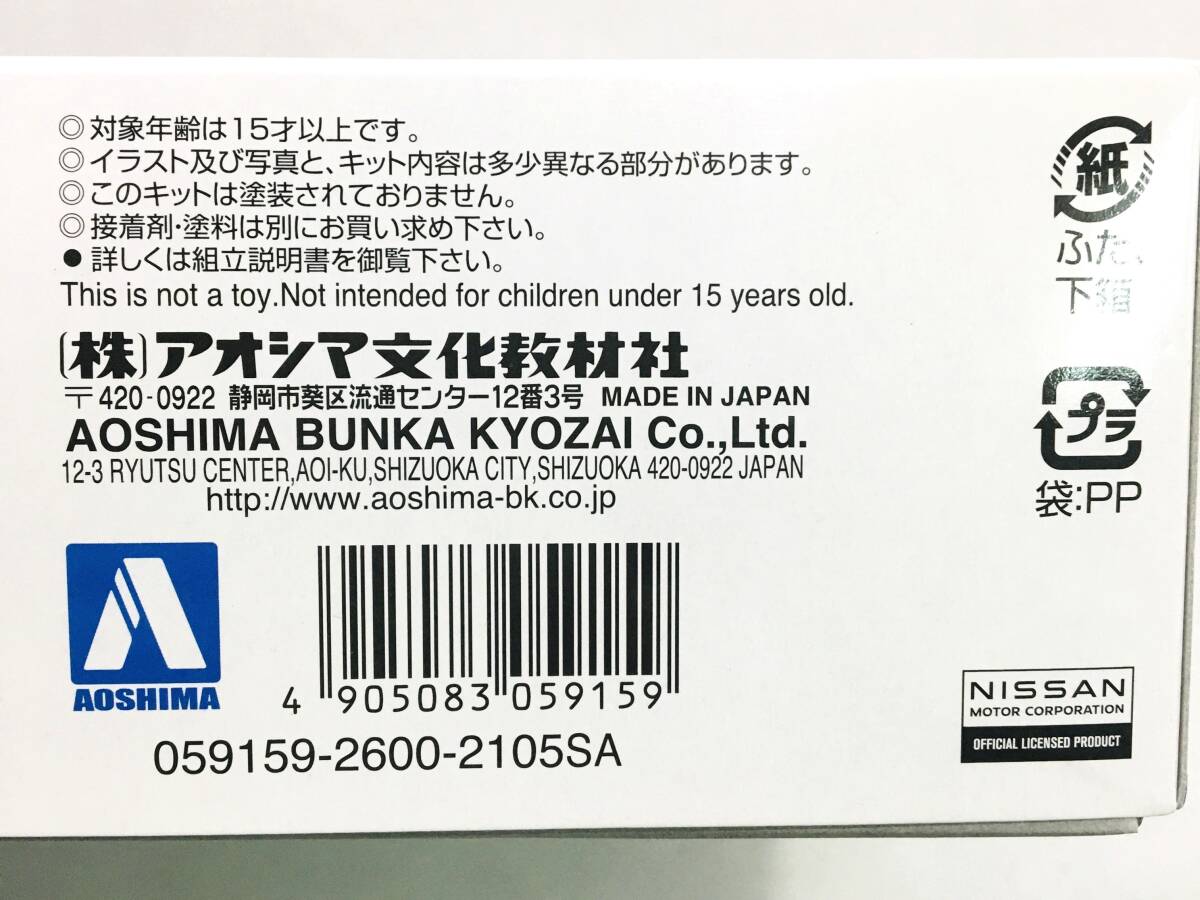 ◎対象年齢は15才以上です。
◎イラスト及び写真と、キット内容は多少異なる部分があります。
◎このキットは塗装されておりません。
◎接着剤・塗料は別にお買い求め下さい。
●詳しくは組立説明書を御覧下さい。
This is not a toy.Not intended for children under 15 years old.
(株)アオシマ文化教材社
〒420-0922 静岡市葵区流通センター12番3号 MADE IN JAPAN
AOSHIMA BUNKA KYOZAI Co.,Ltd.
12-3 RYUTSU CENTER,AOI-KU,SHIZUOKA CITY,SHIZUOKA 420-0922 JAPAN
http://www.aoshima-bk.co.jp
AOSHIMA
4 905083 059159
059159-2600-2105SA
紙
ふた、
下箱
プラ
袋:PP
NISSAN
MOTOR CORPORATION
OFFICIAL LICENSED PRODUCT